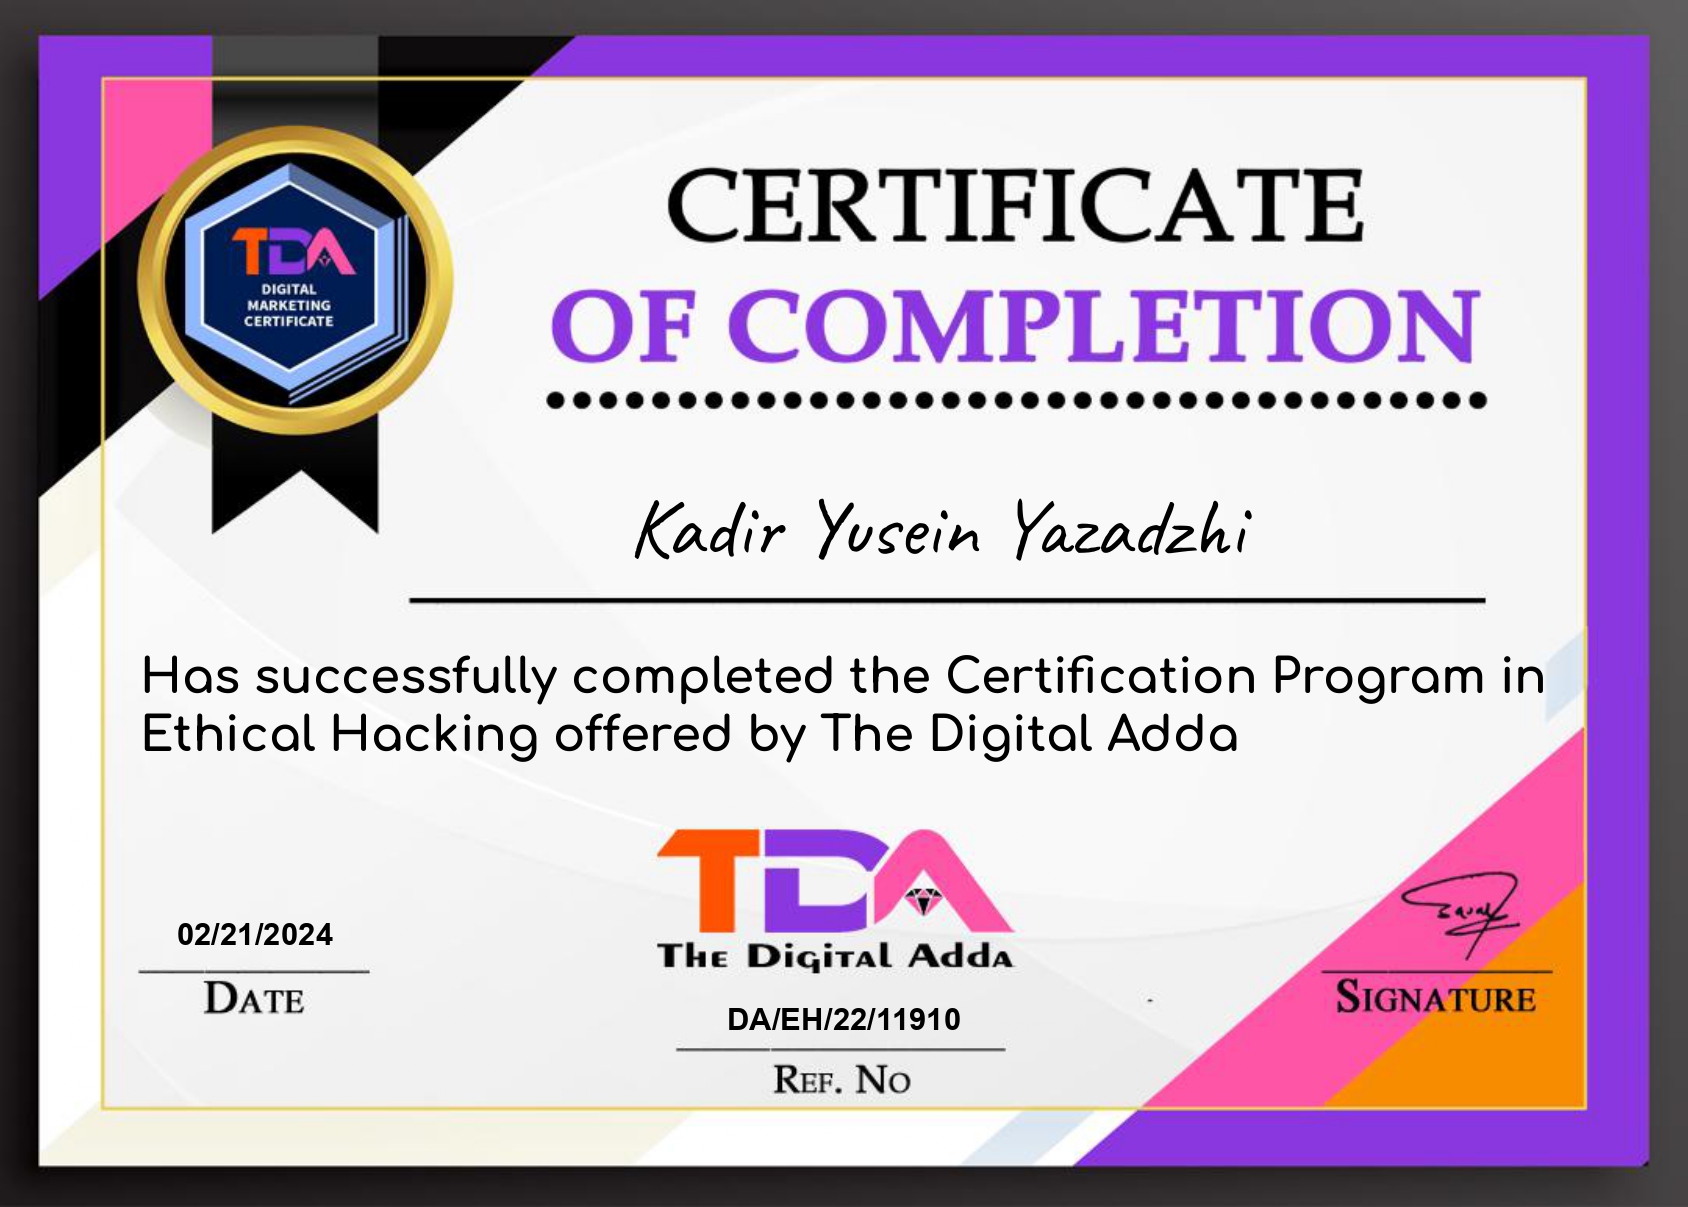 TDA
DIGITAL
MARKETING
CERTIFICATE
CERTIFICATE
OF COMPLETION
Kadir Yusein Yazadzhi
Has successfully completed the Certification Program in
Ethical Hacking offered by The Digital Adda
TDA
The Digital Adda
02/21/2024
Date
DA/EH/22/11910
Ref. No
Signature